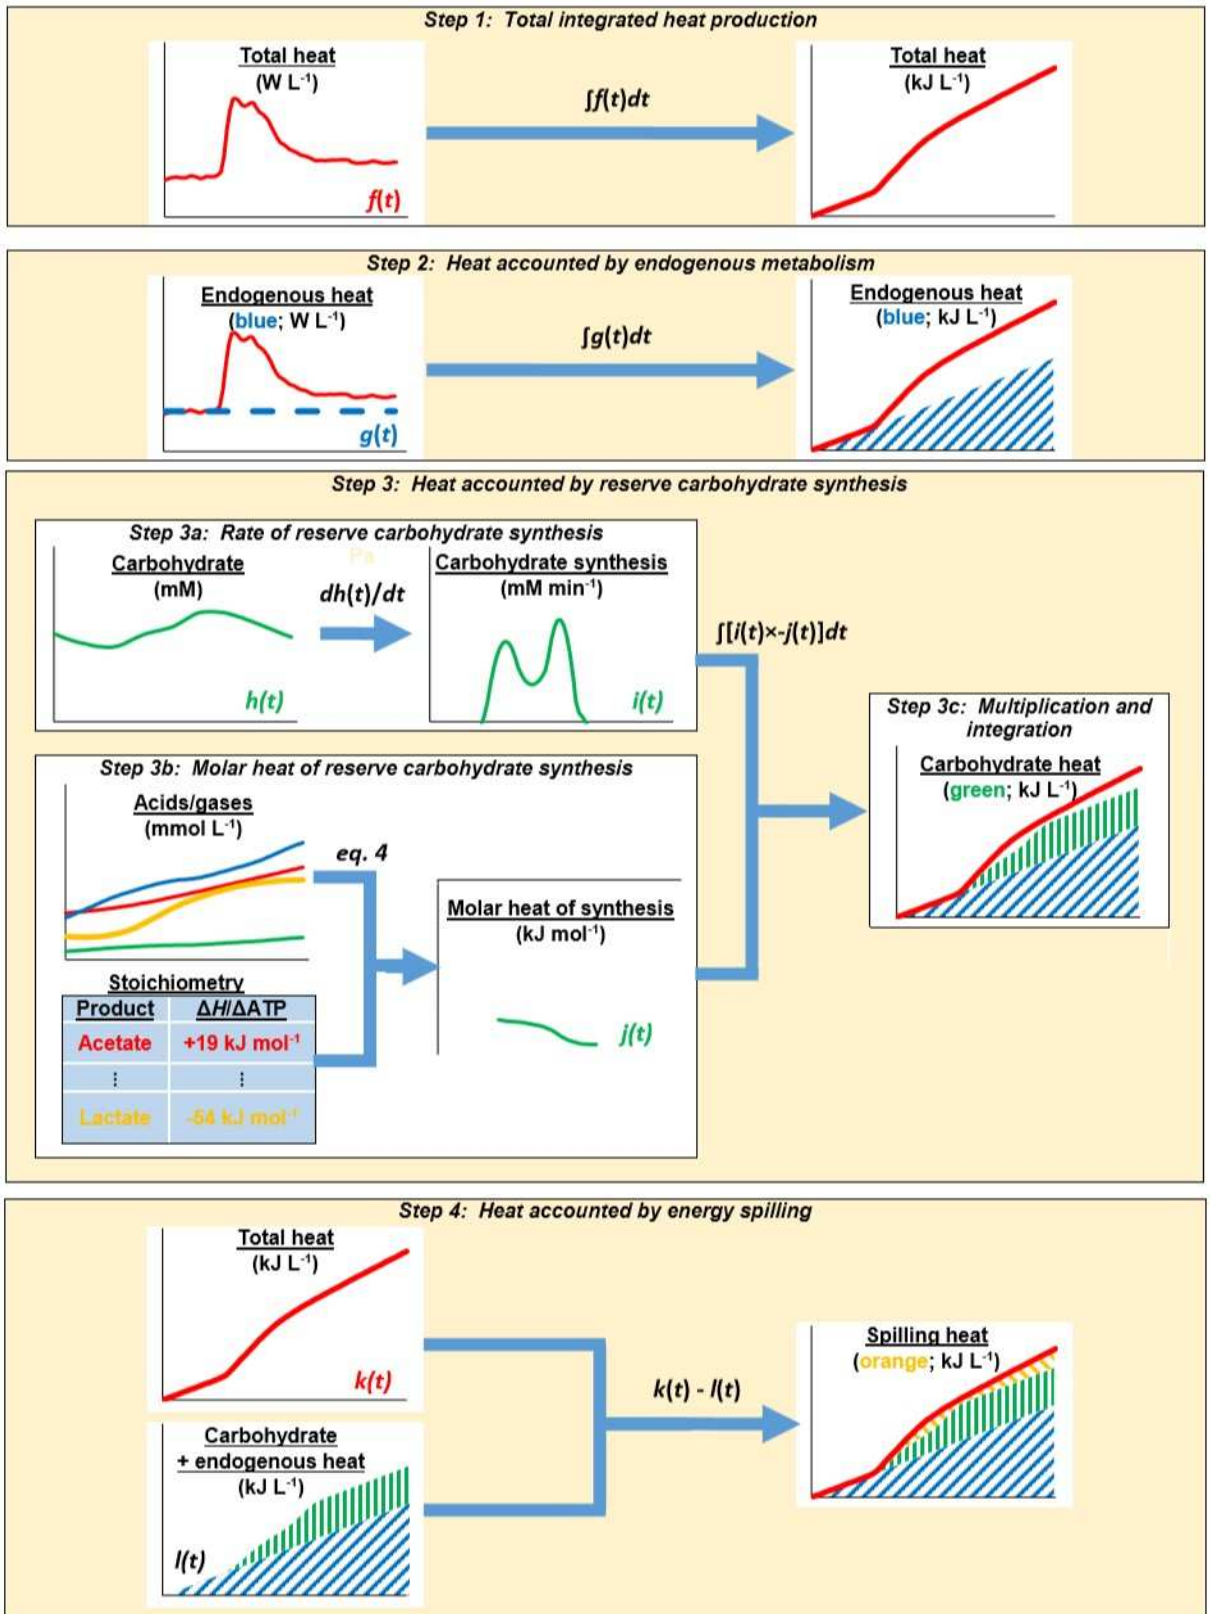 Step 1: Total integrated heat production
Total heat
(W L⁻¹)
f(t)
∫f(t)dt
Total heat
(kJ L⁻¹)
Step 2: Heat accounted by endogenous metabolism
Endogenous heat
(blue; W L⁻¹)
g(t)
∫g(t)dt
Endogenous heat
(blue; kJ L⁻¹)
Step 3: Heat accounted by reserve carbohydrate synthesis
Step 3a: Rate of reserve carbohydrate synthesis
Pa
Carbohydrate
(mM)
h(t)
dh(t)/dt
Carbohydrate synthesis
(mM min⁻¹)
i(t)
∫[i(t)×-j(t)]dt
Step 3b: Molar heat of reserve carbohydrate synthesis
Acids/gases
(mmol L⁻¹)
eq. 4
Stoichiometry
Product ΔH/ΔATP
Acetate +19 kJ mol⁻¹
⋮ ⋮
Lactate -54 kJ mol⁻¹
Molar heat of synthesis
(kJ mol⁻¹)
j(t)
Step 3c: Multiplication and
integration
Carbohydrate heat
(green; kJ L⁻¹)
Step 4: Heat accounted by energy spilling
Total heat
(kJ L⁻¹)
k(t)
Carbohydrate
+ endogenous heat
(kJ L⁻¹)
l(t)
k(t) - l(t)
Spilling heat
(orange; kJ L⁻¹)